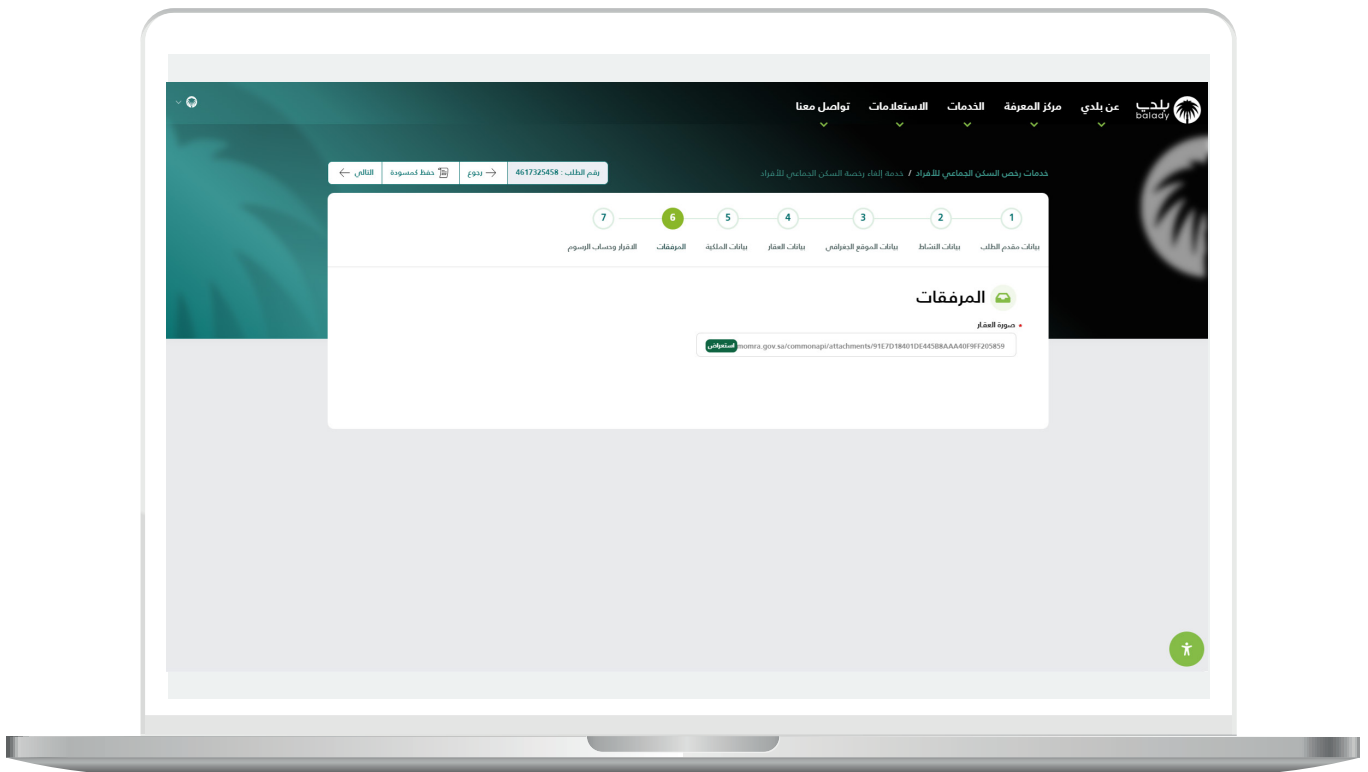 بلدي
balady
عن بلدي مركز المعرفة الخدمات الاستعلامات تواصل معنا
خدمات رخص السكن الجماعي للأفراد / خدمة إلغاء رخصة السكن الجماعي للأفراد
رقم الطلب : 4617325458
رجوع
حفظ كمسودة
التالي
1 2 3 4 5 6 7
بيانات مقدم الطلب بيانات النشاط بيانات الموقع الجغرافي بيانات العقار بيانات الملكية المرفقات الاقرار وحساب الرسوم
المرفقات
• صورة العقار
momra.gov.sa/commonapi/attachments/91E7D18401DE445B8AAA40F9FF205859
استعراض